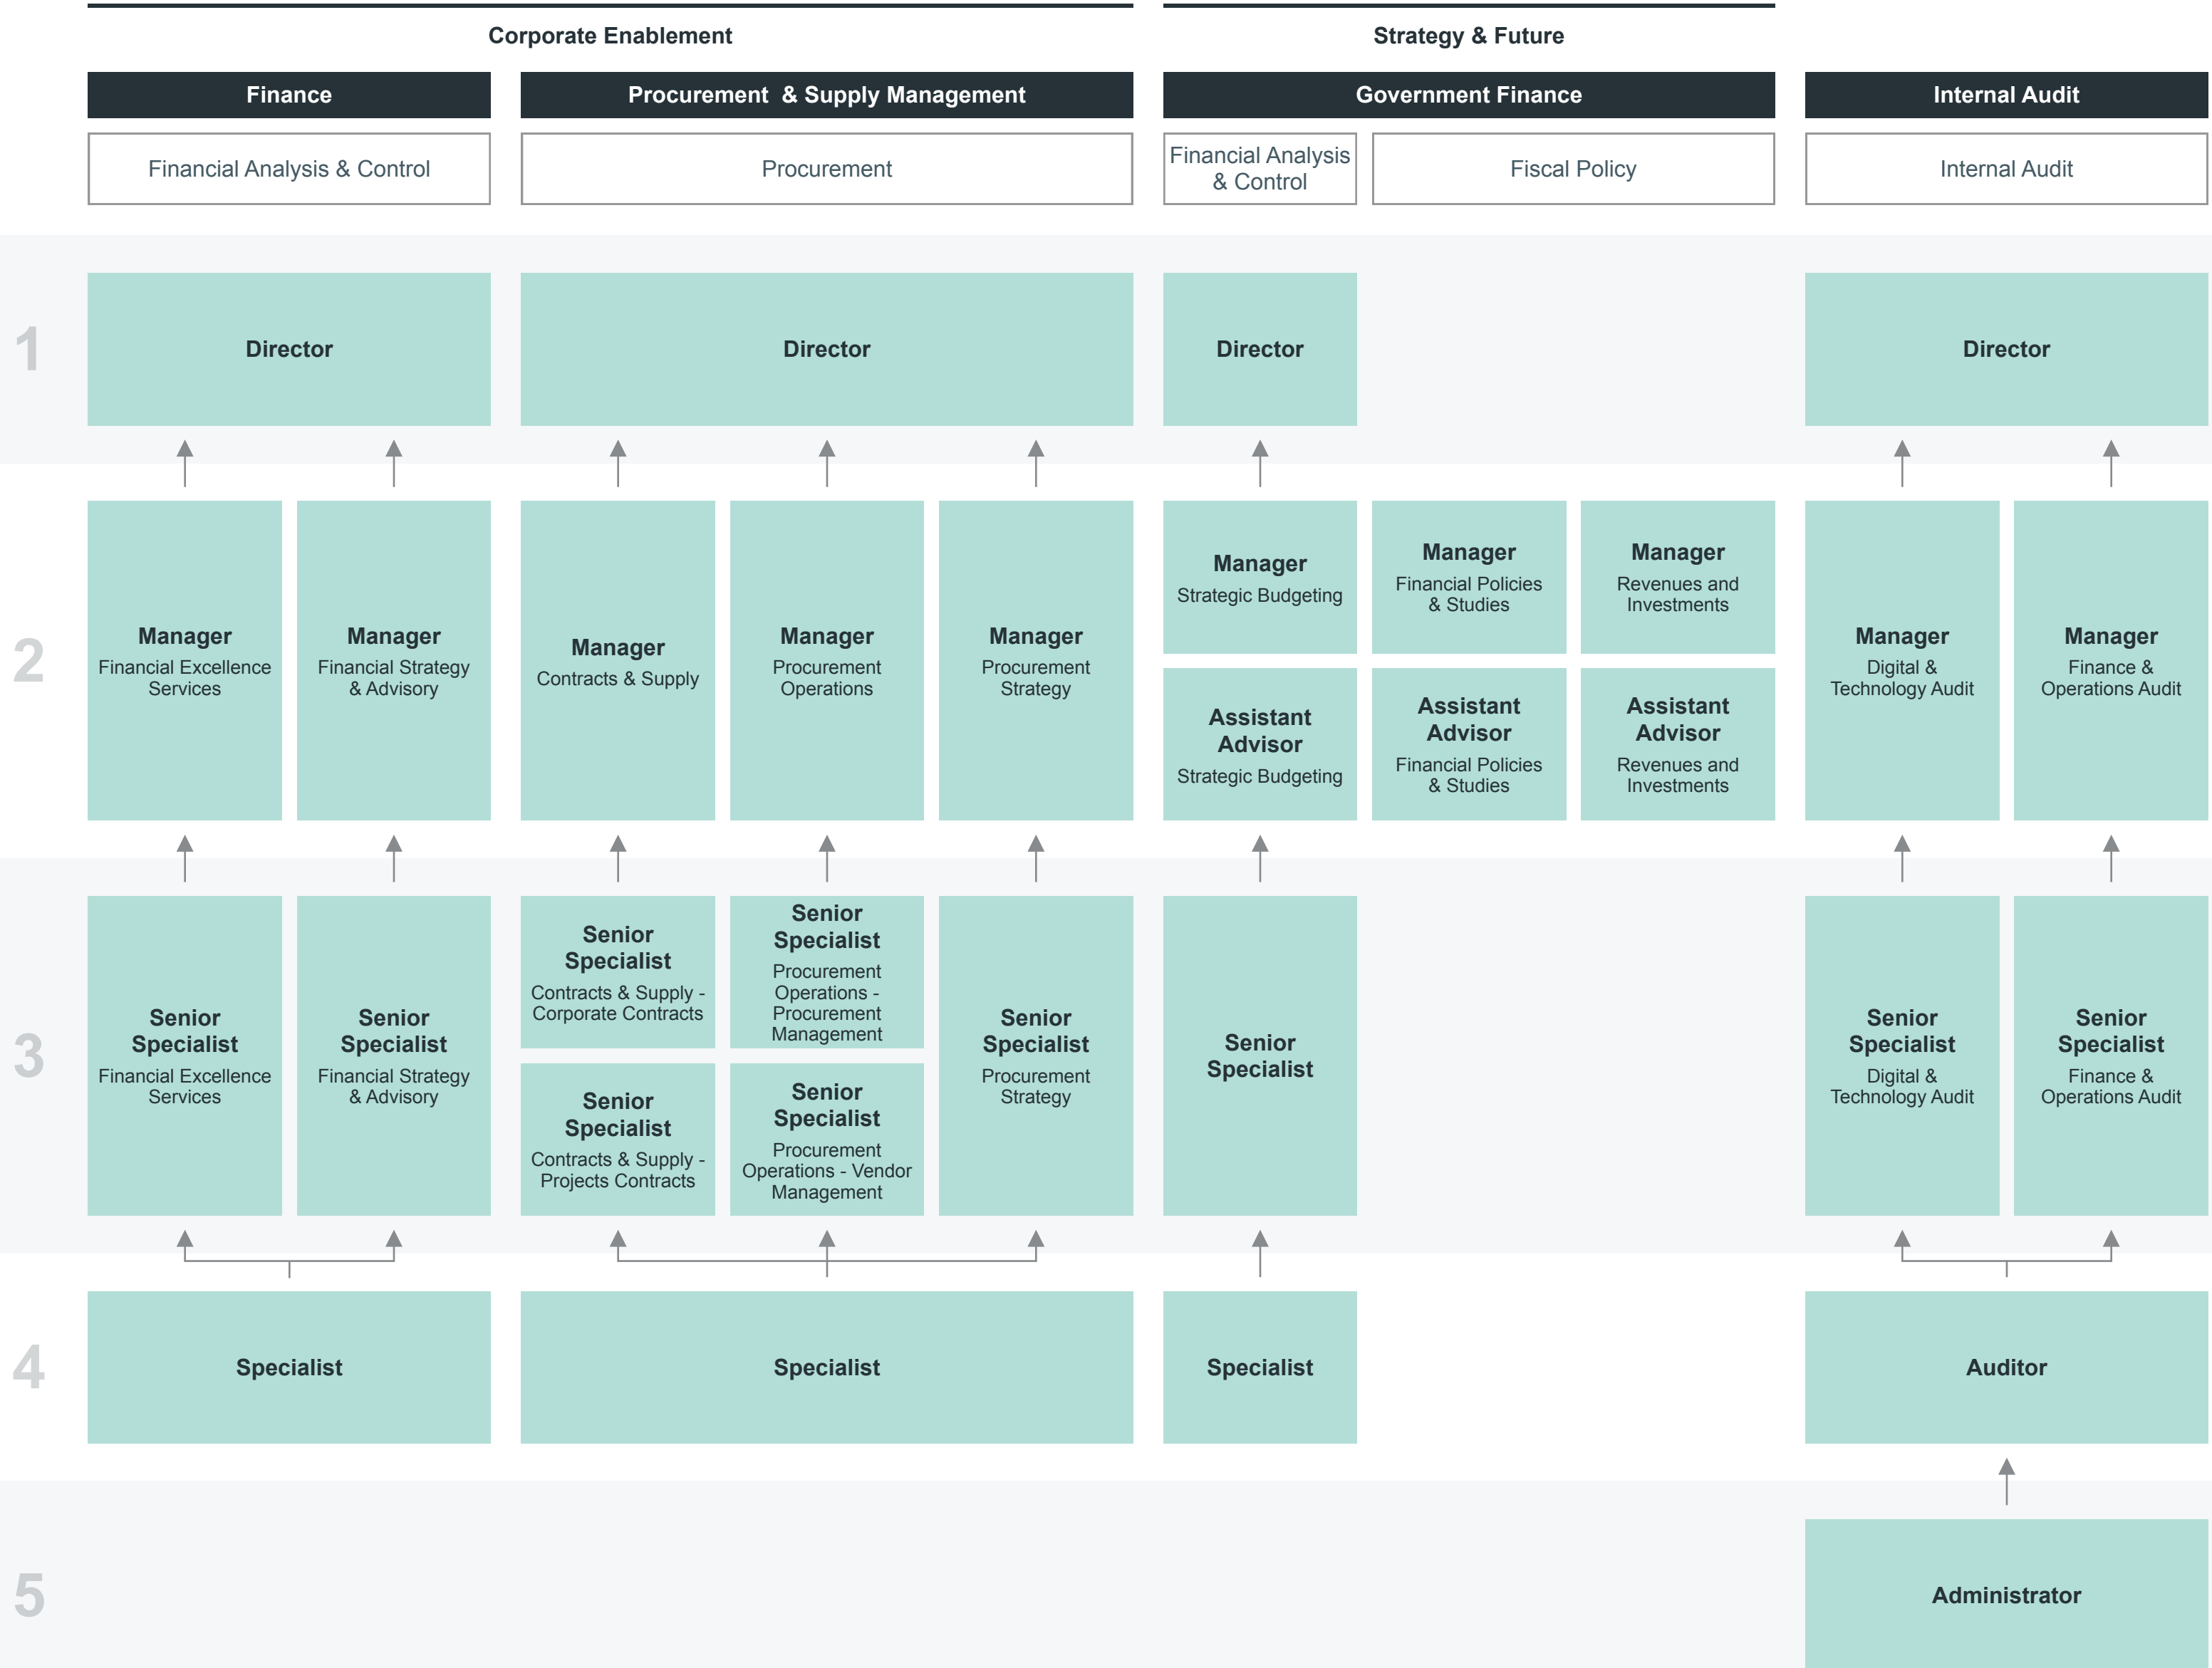 Corporate Enablement
Strategy & Future
Finance
Procurement & Supply Management
Government Finance
Internal Audit
Financial Analysis & Control
Procurement
Financial Analysis
& Control
Fiscal Policy
Internal Audit
1
Director
Director
Director
Director
2
Manager
Financial Excellence
Services
Manager
Financial Strategy
& Advisory
Manager
Contracts & Supply
Manager
Procurement
Operations
Manager
Procurement
Strategy
Manager
Strategic Budgeting
Manager
Financial Policies
& Studies
Manager
Revenues and
Investments
Assistant
Advisor
Strategic Budgeting
Assistant
Advisor
Financial Policies
& Studies
Assistant
Advisor
Revenues and
Investments
Manager
Digital &
Technology Audit
Manager
Finance &
Operations Audit
3
Senior
Specialist
Financial Excellence
Services
Senior
Specialist
Financial Strategy
& Advisory
Senior
Specialist
Contracts & Supply -
Corporate Contracts
Senior
Specialist
Contracts & Supply -
Projects Contracts
Senior
Specialist
Procurement
Operations -
Procurement
Management
Senior
Specialist
Procurement
Operations - Vendor
Management
Senior
Specialist
Procurement
Strategy
Senior
Specialist
Senior
Specialist
Digital &
Technology Audit
Senior
Specialist
Finance &
Operations Audit
4
Specialist
Specialist
Specialist
Auditor
5
Administrator